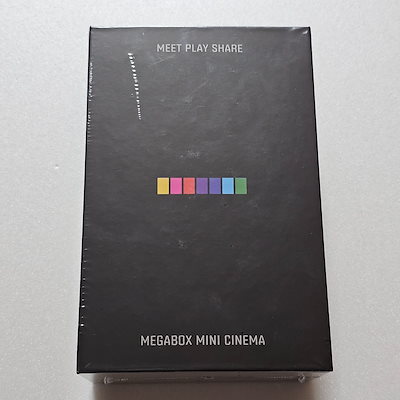 MEET PLAY SHARE
MEGABOX MINI CINEMA